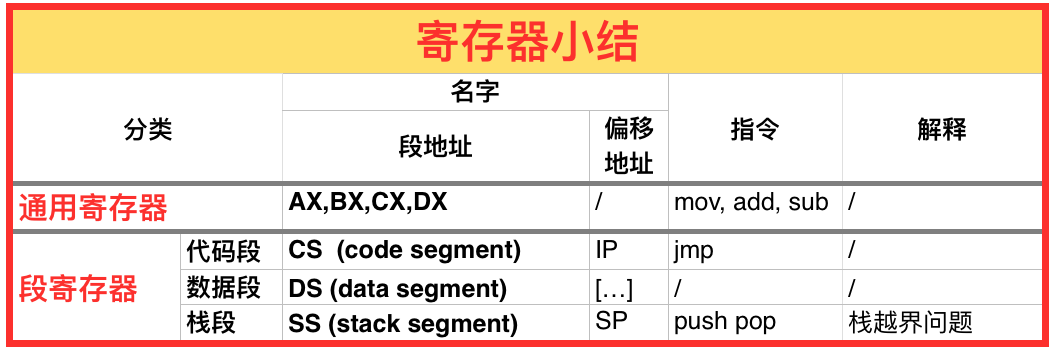 寄存器小结
分类 名字 指令 解释
段地址 偏移地址
通用寄存器 AX,BX,CX,DX / mov, add, sub /
段寄存器 代码段 CS (code segment) IP jmp /
数据段 DS (data segment) […] / /
栈段 SS (stack segment) SP push pop 栈越界问题